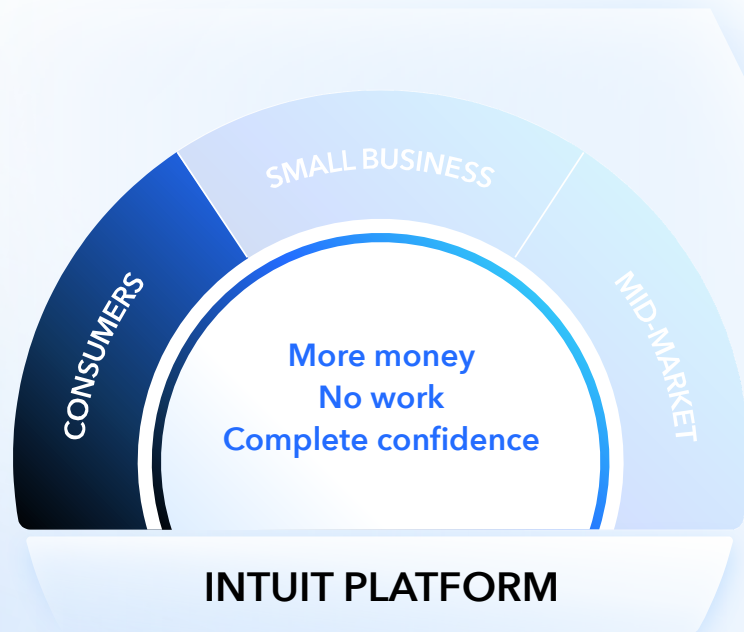 SMALL BUSINESS
CONSUMERS
MID-MARKET
More money
No work
Complete confidence
INTUIT PLATFORM